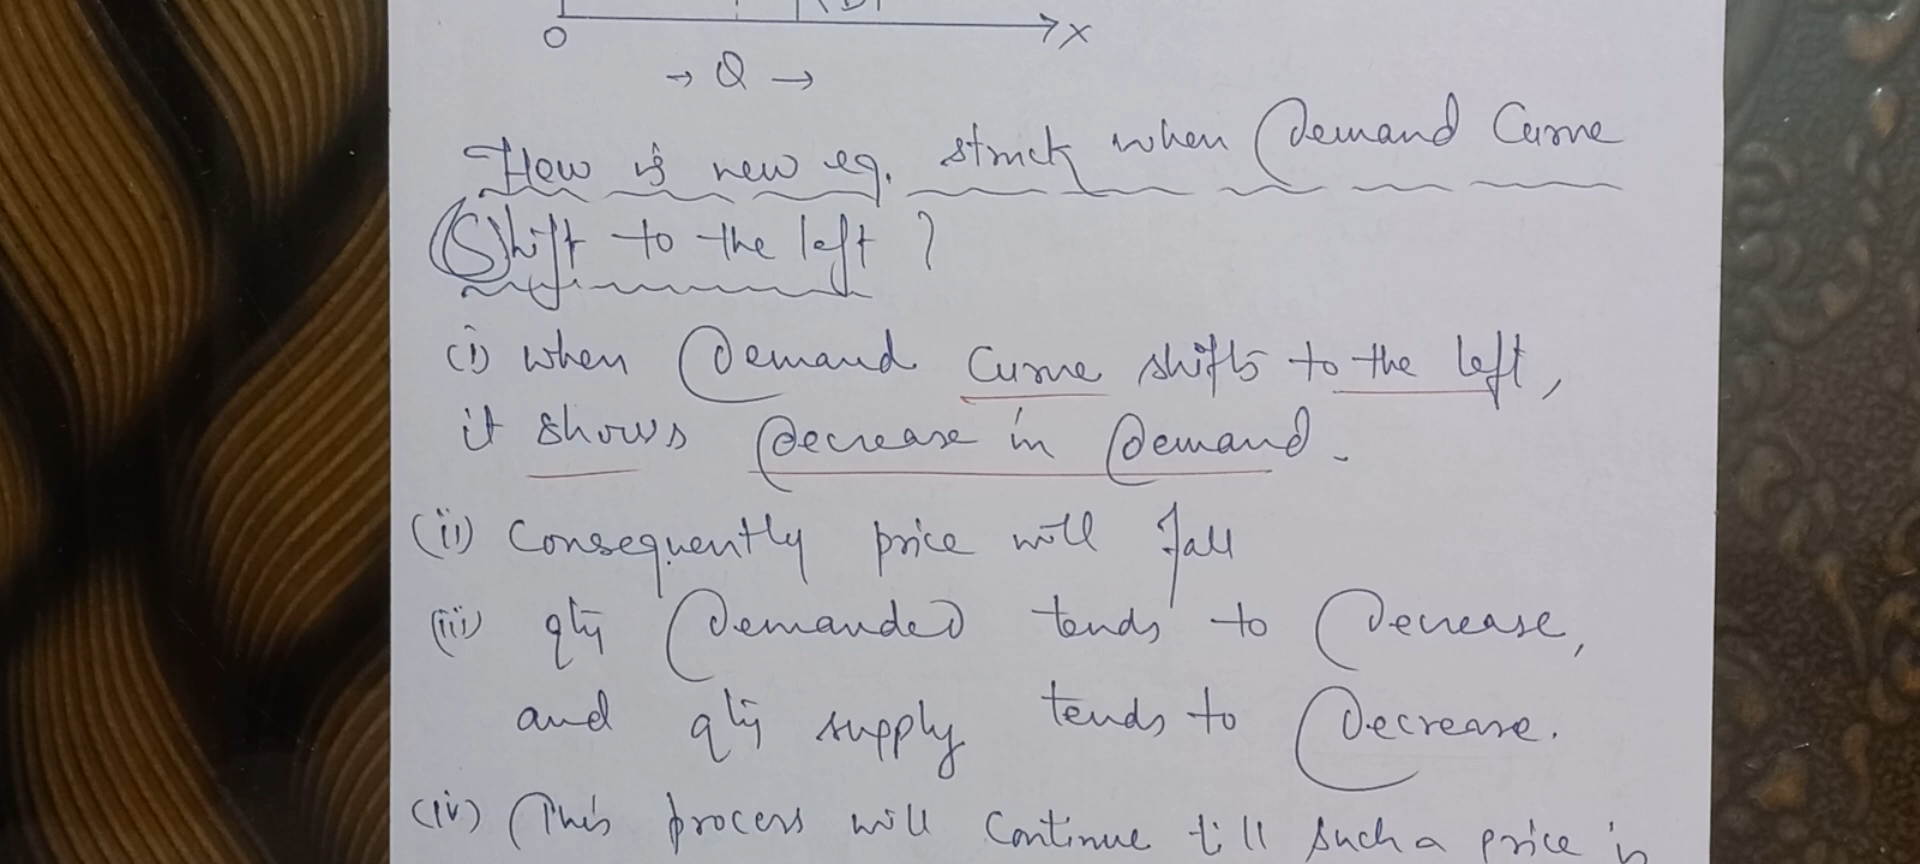 O
X
→ Q →
How is new eq. struck when Demand Curve
Shift to the left ?
(i) when Demand Curve shifts to the left,
it shows Decrease in Demand.
(ii) Consequently price will fall
(iii) qty Demanded tends to Decrease,
and qty supply tends to Decrease.
(iv) This process will continue till such a price is